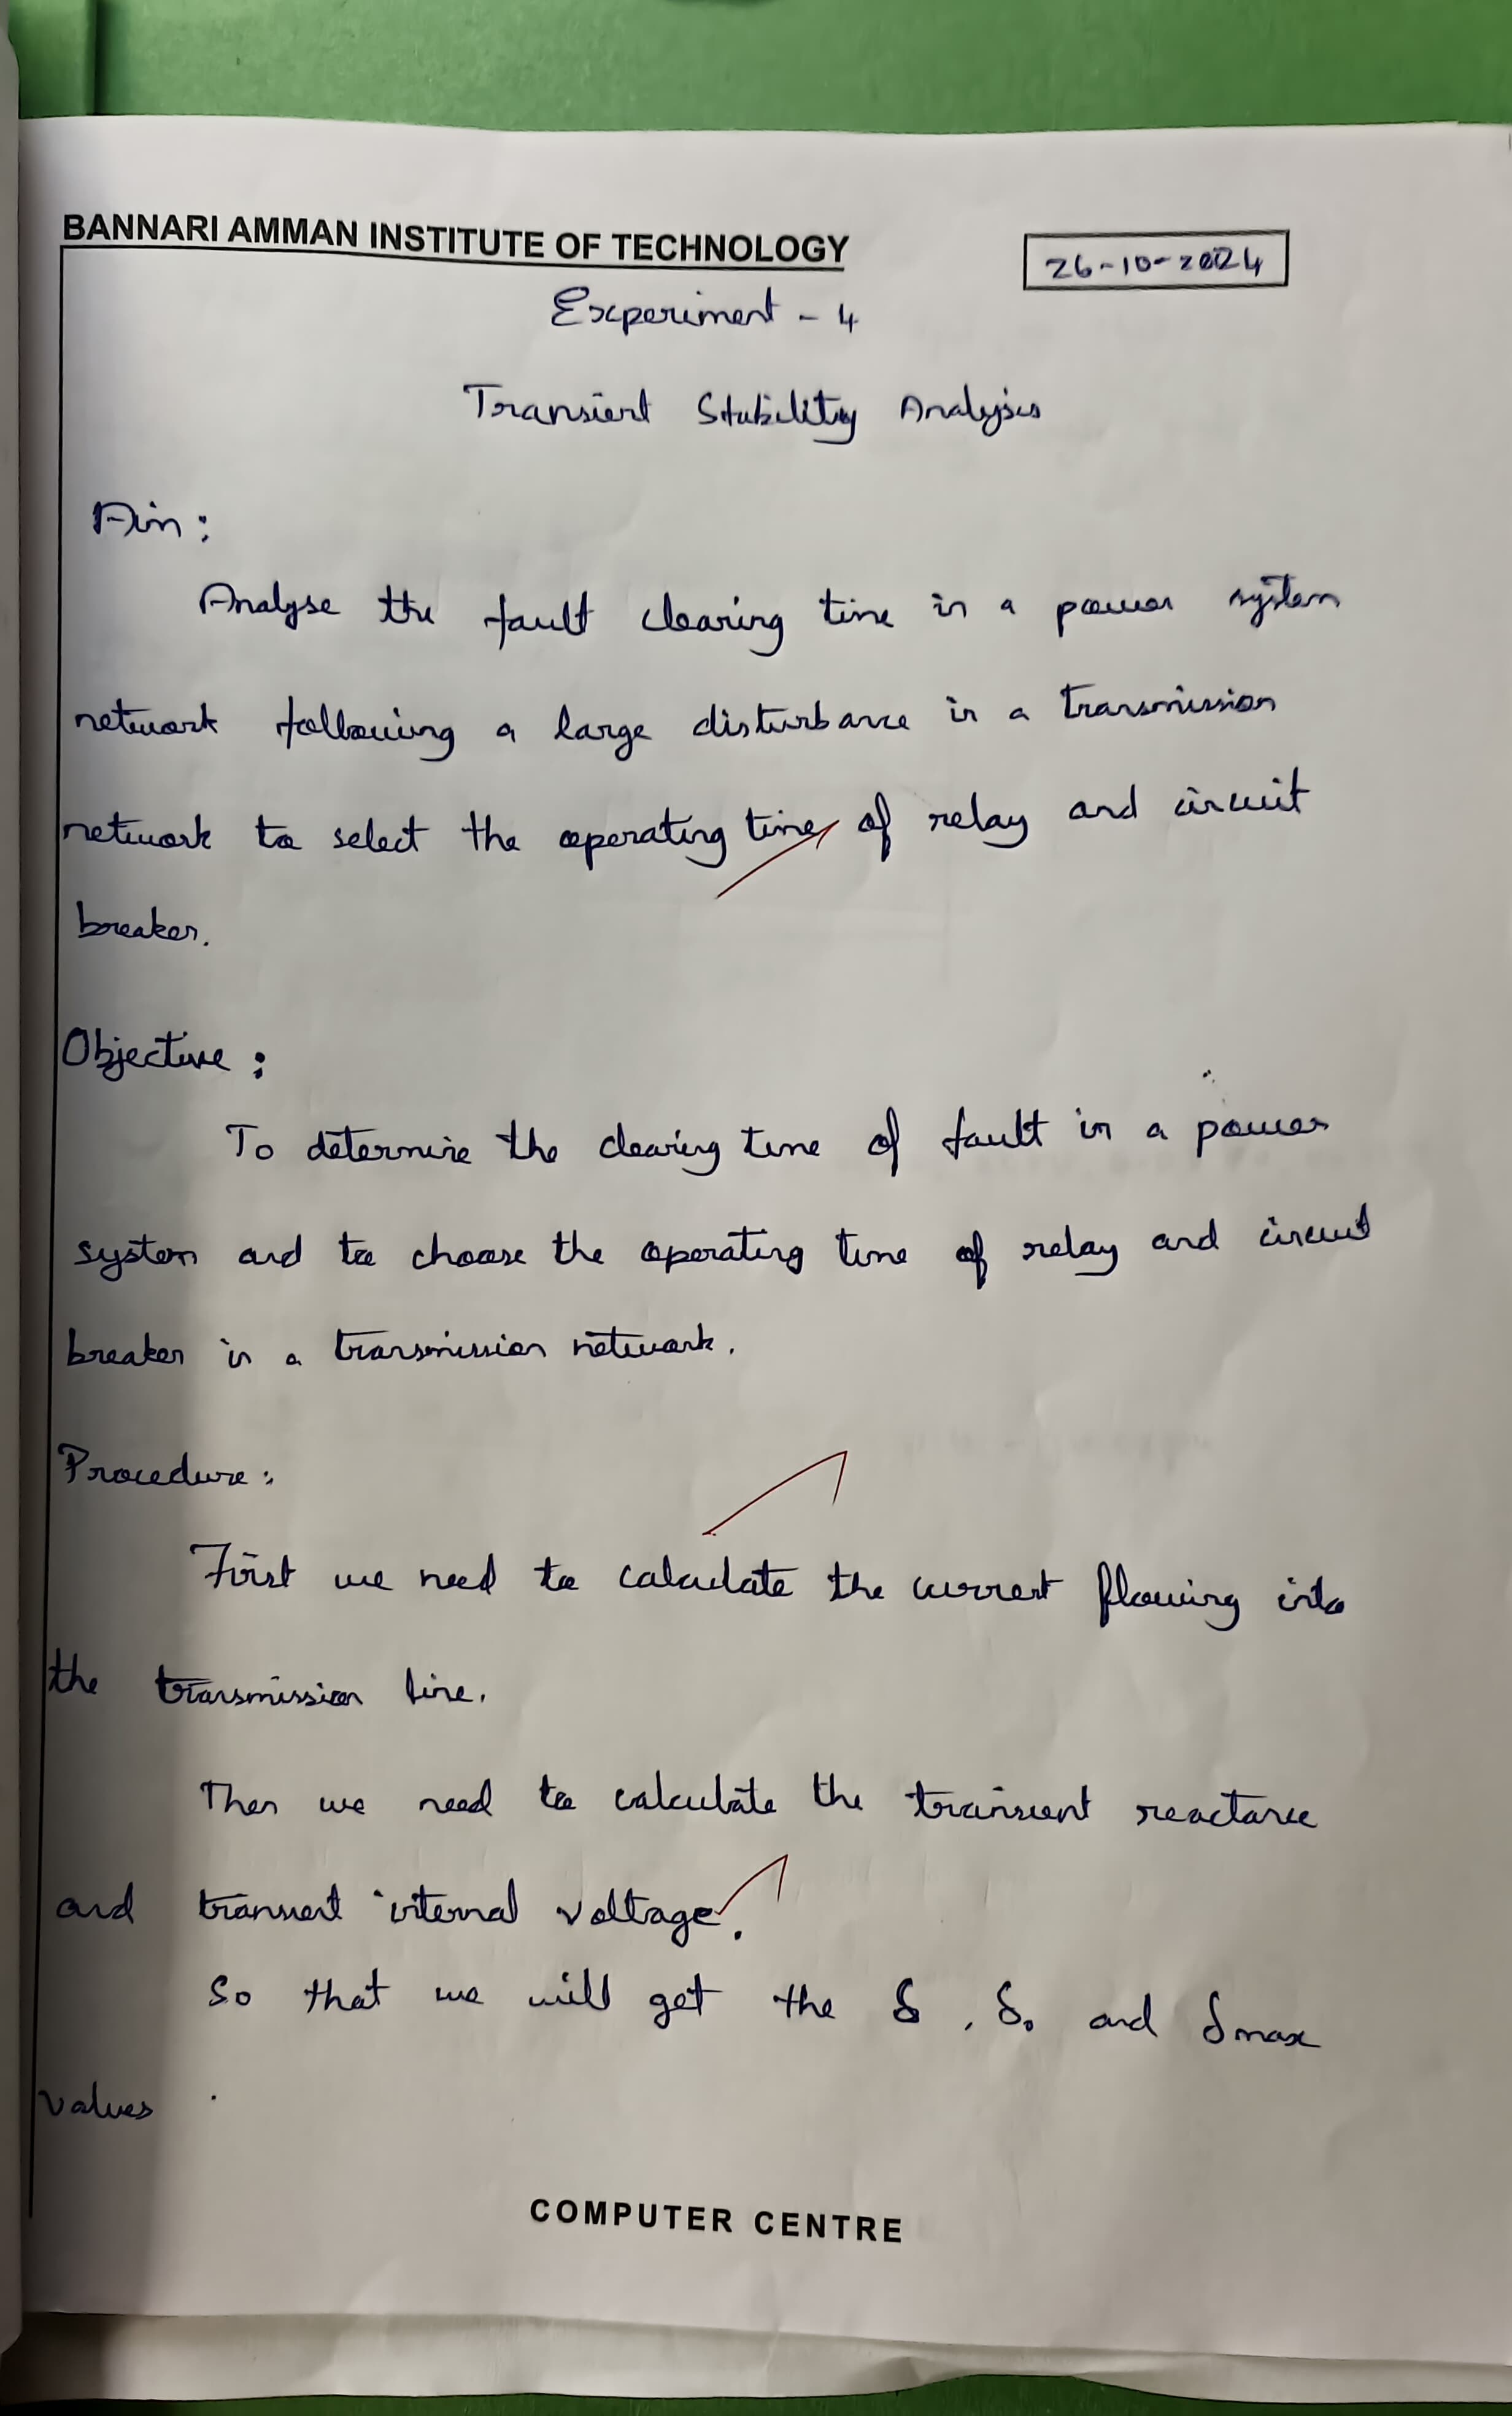 BANNARI AMMAN INSTITUTE OF TECHNOLOGY
26-10-2024
Experiment - 4
Transient Stability Analysis
Aim :
Analyse the fault clearing time in a power system
network following a large disturbance in a transmission
network to select the operating time of relay and circuit
breaker.
Objective :
To determine the clearing time of fault in a power
system and to choose the operating time of relay and circuit
breaker in a transmission network.
Procedure :
First we need to calculate the current flowing into
the transmission line.
Then we need to calculate the transient reactance
and transient internal voltage.
So that we will get the δ, δ₀ and δmax
values.
COMPUTER CENTRE